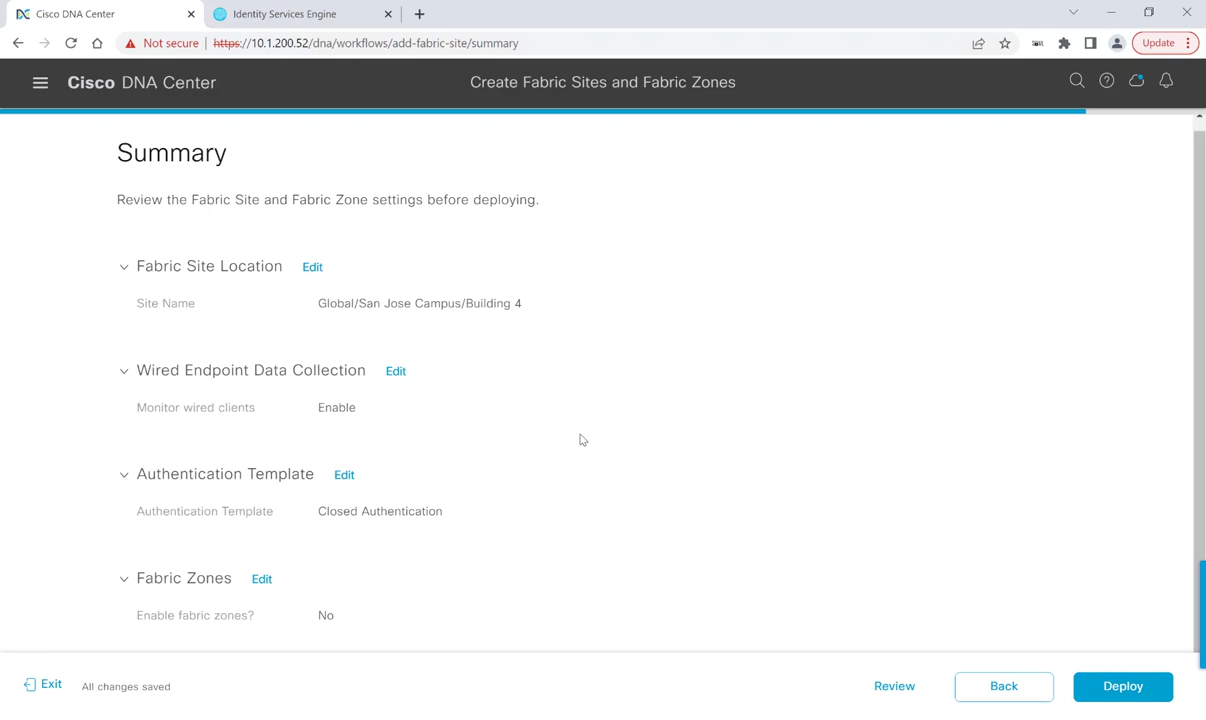 Cisco DNA Center
Identity Services Engine
Not secure | https://10.1.200.52/dna/workflows/add-fabric-site/summary
Update
Cisco DNA Center
Create Fabric Sites and Fabric Zones
Summary
Review the Fabric Site and Fabric Zone settings before deploying.
Fabric Site Location Edit
Site Name Global/San Jose Campus/Building 4
Wired Endpoint Data Collection Edit
Monitor wired clients Enable
Authentication Template Edit
Authentication Template Closed Authentication
Fabric Zones Edit
Enable fabric zones? No
Exit All changes saved Review Back Deploy